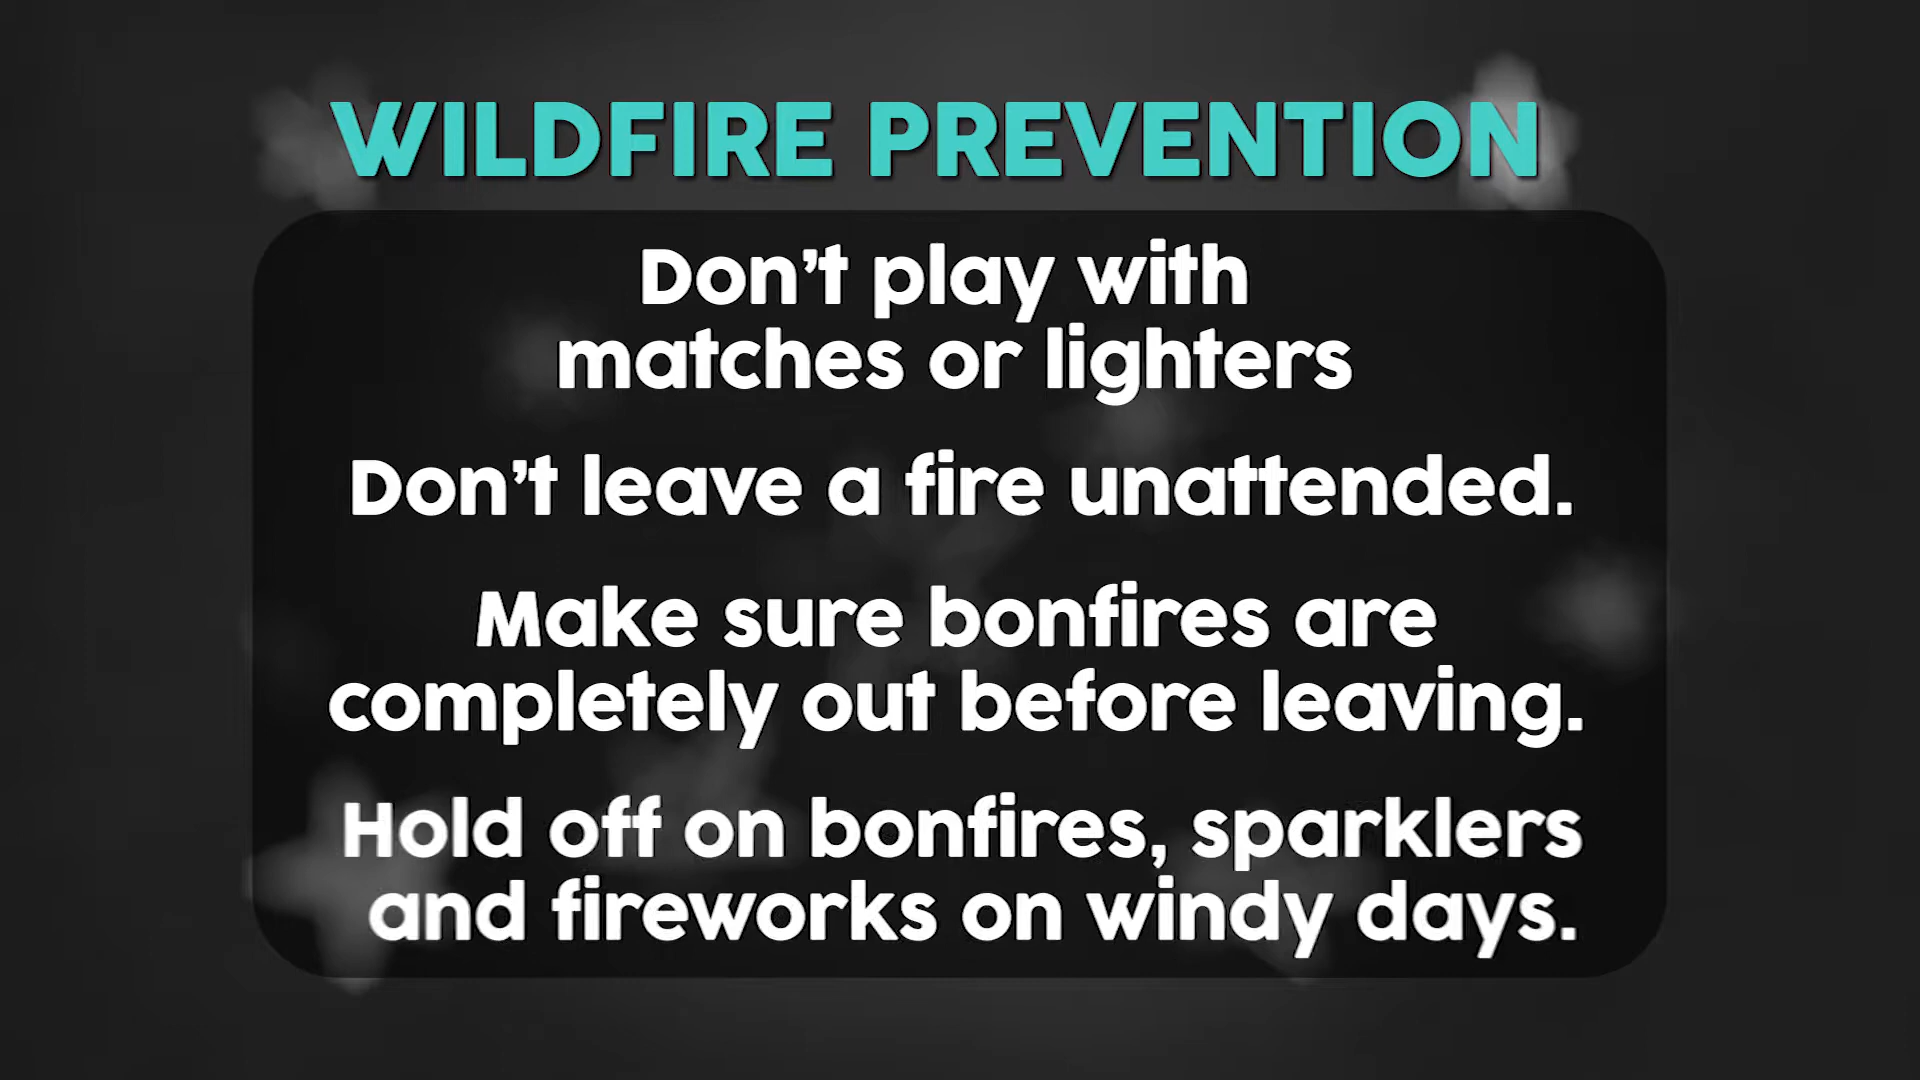 WILDFIRE PREVENTION
Don't play with
matches or lighters
Don't leave a fire unattended.
Make sure bonfires are
completely out before leaving.
Hold off on bonfires, sparklers
and fireworks on windy days.